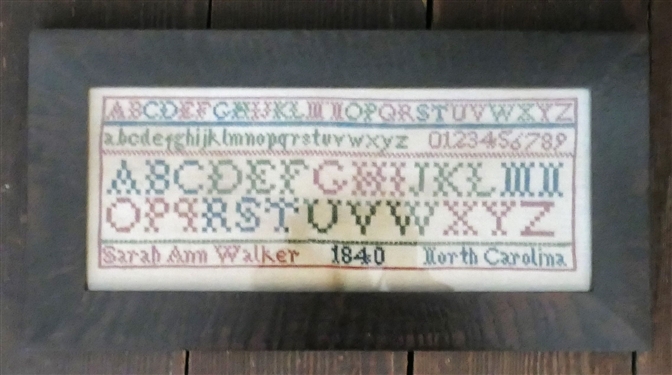 ABCDEFGHIJKLMNOPQRSTUVWXYZ
abcdefghijklmnopqrstuvwxyz 0123456789
ABCDEFGHIJKLMN
OPQRSTUVWXYZ
Sarah Ann Walker 1840 North Carolina